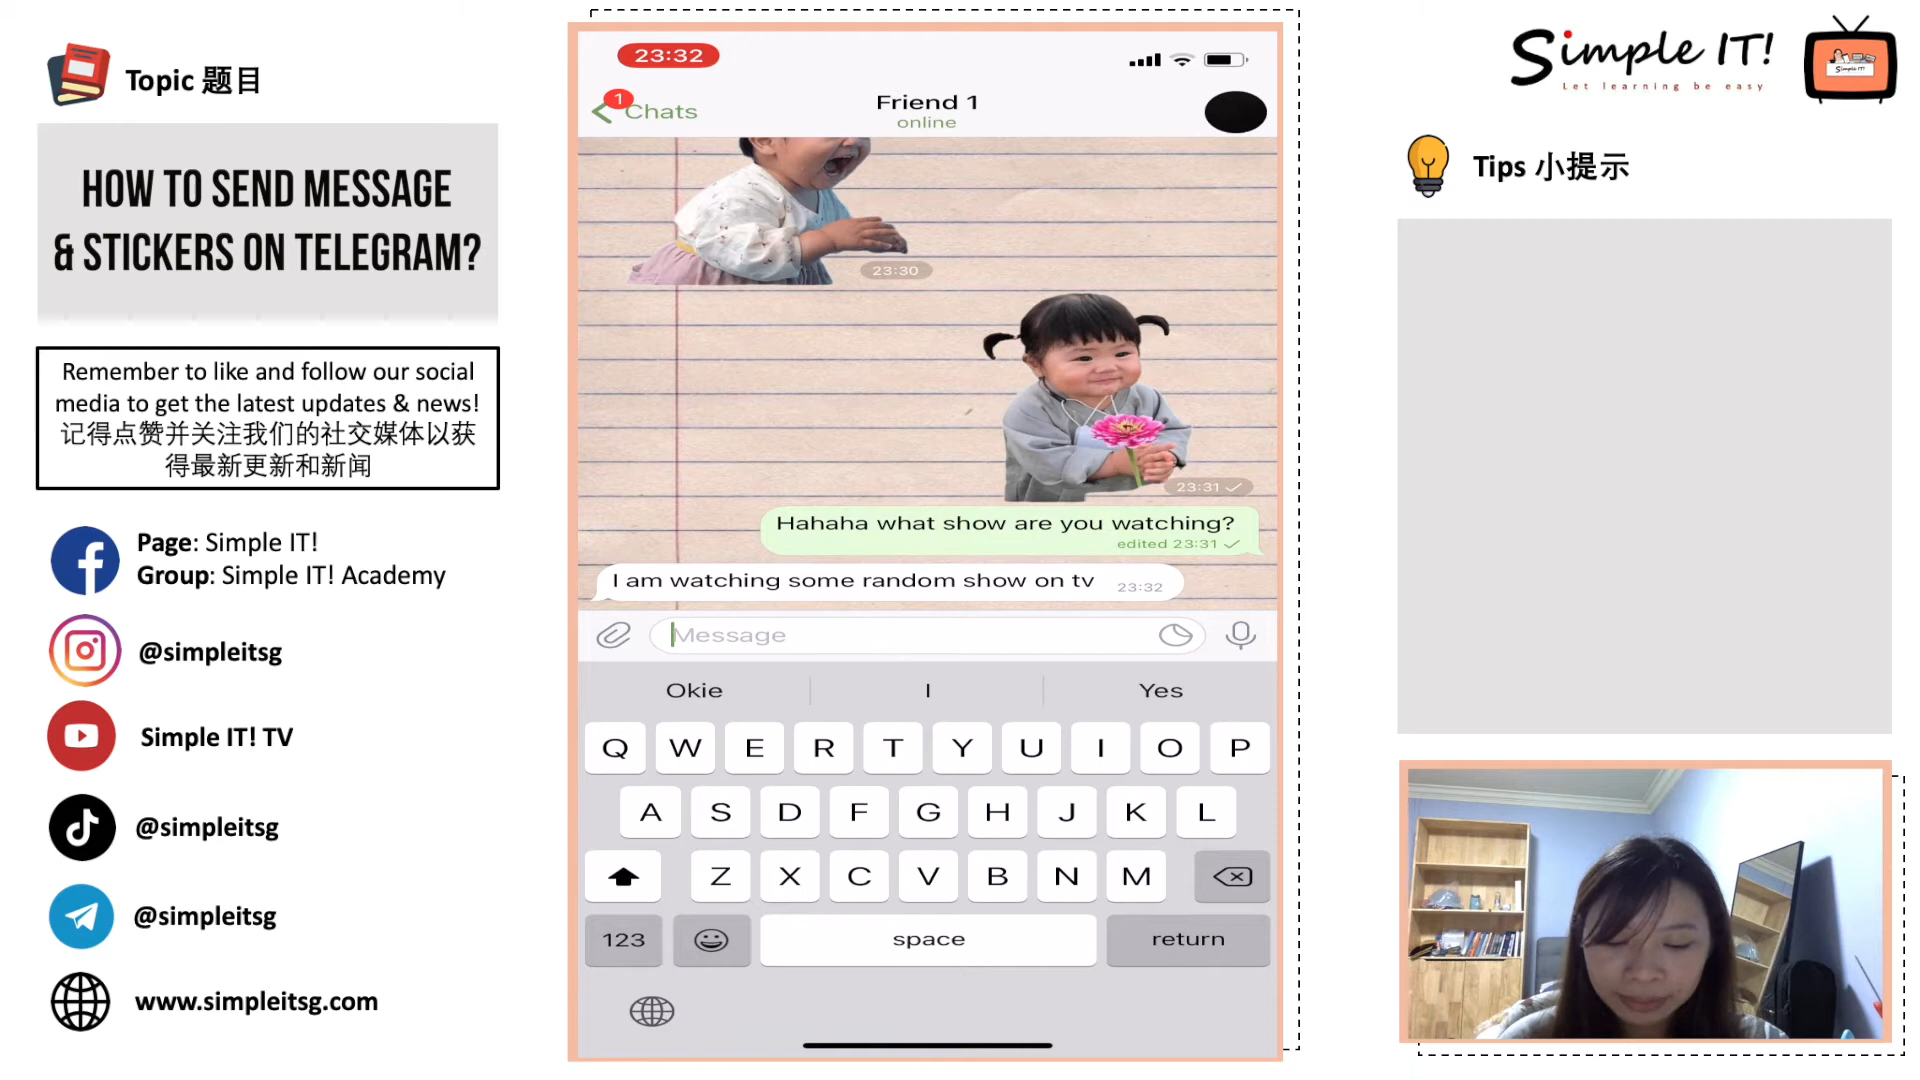 Topic 题目
HOW TO SEND MESSAGE
& STICKERS ON TELEGRAM?
Remember to like and follow our social
media to get the latest updates & news!
记得点赞并关注我们的社交媒体以获
得最新更新和新闻
Page: Simple IT!
Group: Simple IT! Academy
@simpleitsg
Simple IT! TV
@simpleitsg
@simpleitsg
www.simpleitsg.com
23:32
1
Chats
Friend 1
online
23:30
23:31
Hahaha what show are you watching?
edited 23:31
I am watching some random show on tv
23:32
Message
Okie
I
Yes
Q W E R T Y U I O P
A S D F G H J K L
Z X C V B N M
123
space
return
Simple IT!
Let learning be easy
Simple IT!
Tips 小提示